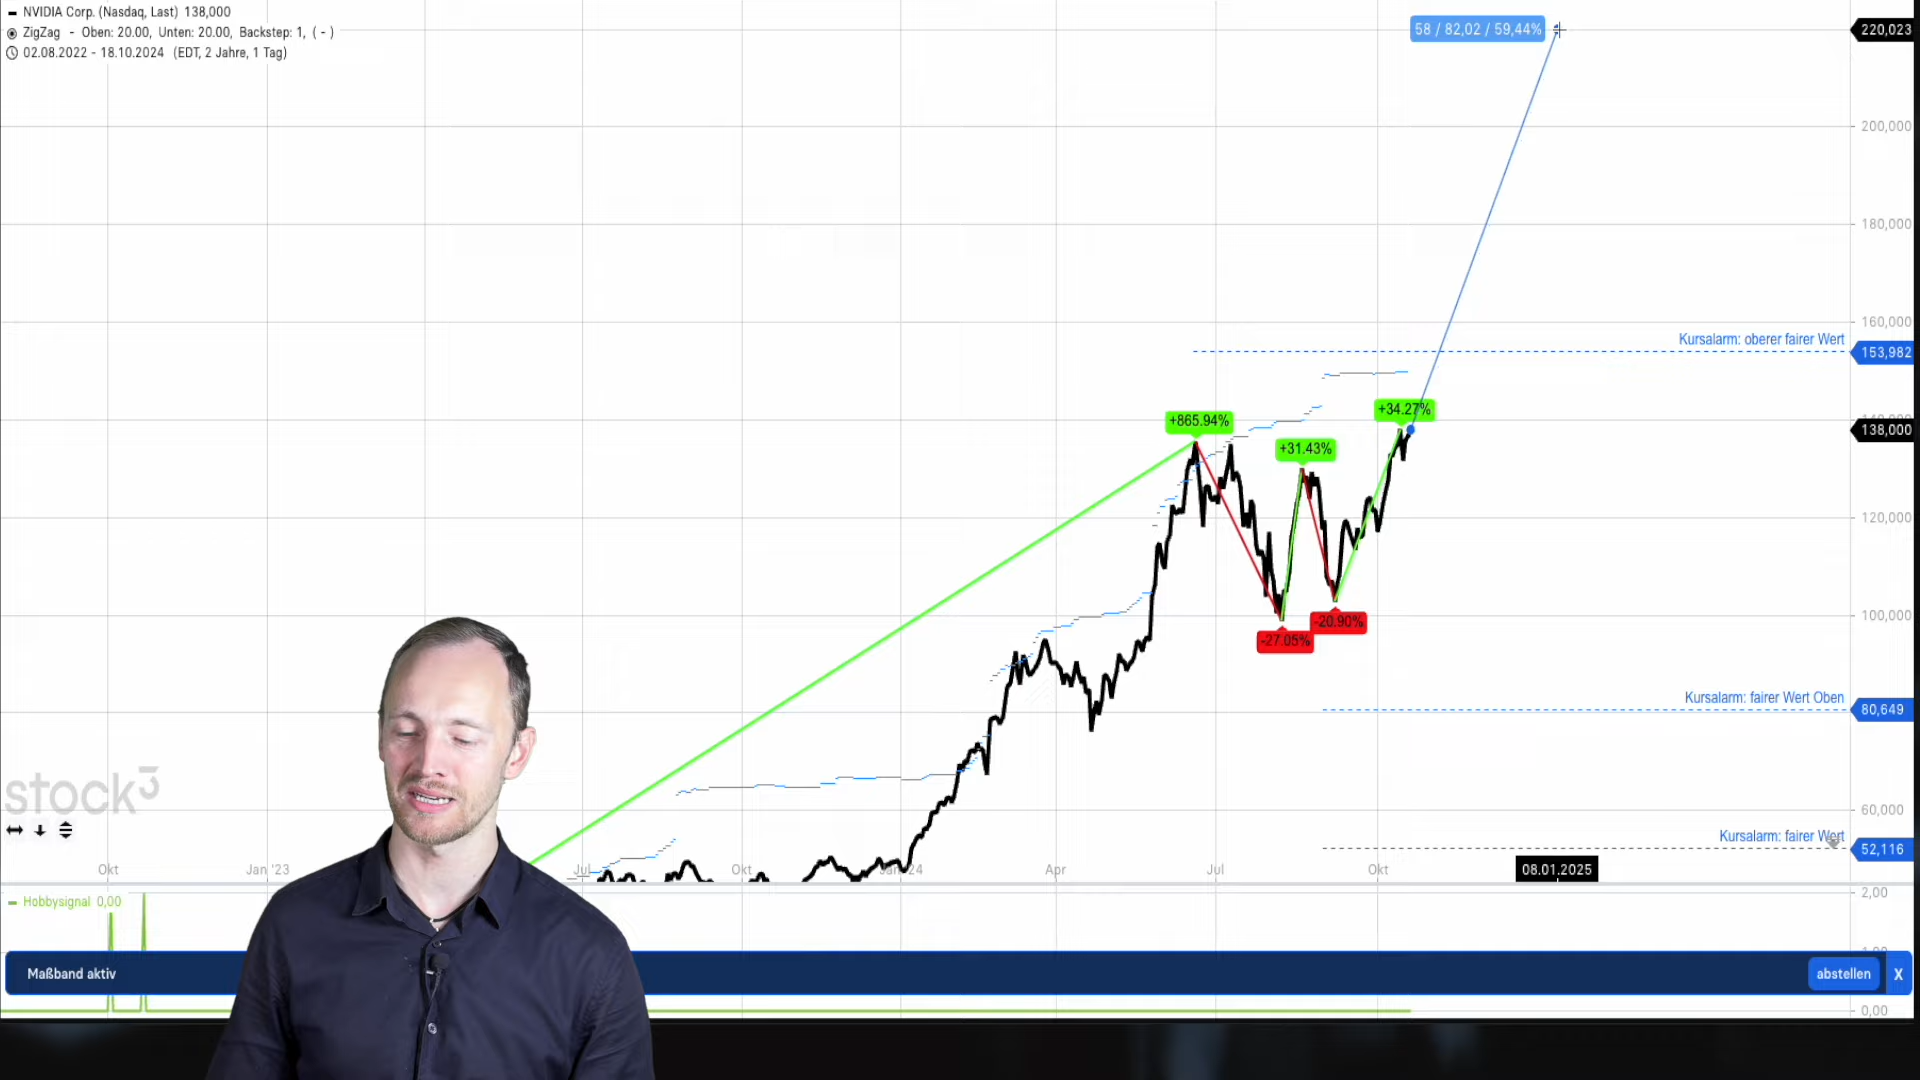 NVIDIA Corp. (Nasdaq, Last) 138,000
ZigZag - Oben: 20.00, Unten: 20.00, Backstep: 1, ( - )
02.08.2022 - 18.10.2024 (EDT, 2 Jahre, 1 Tag)
58 / 82,02 / 59,44%
220,023
200,000
180,000
160,000
Kursalarm: oberer fairer Wert
153,982
+865.94%
+31.43%
+34.27%
138,000
120,000
100,000
-27.05%
-20.90%
Kursalarm: fairer Wert Oben
80,649
60,000
Kursalarm: fairer Wert
52,116
stock3
Okt
Jan '23
Jul
Okt
Jan '24
Apr
Jul
Okt
08.01.2025
Hobbysignal 0,00
2,00
1,00
Maßband aktiv
abstellen
X
0,00